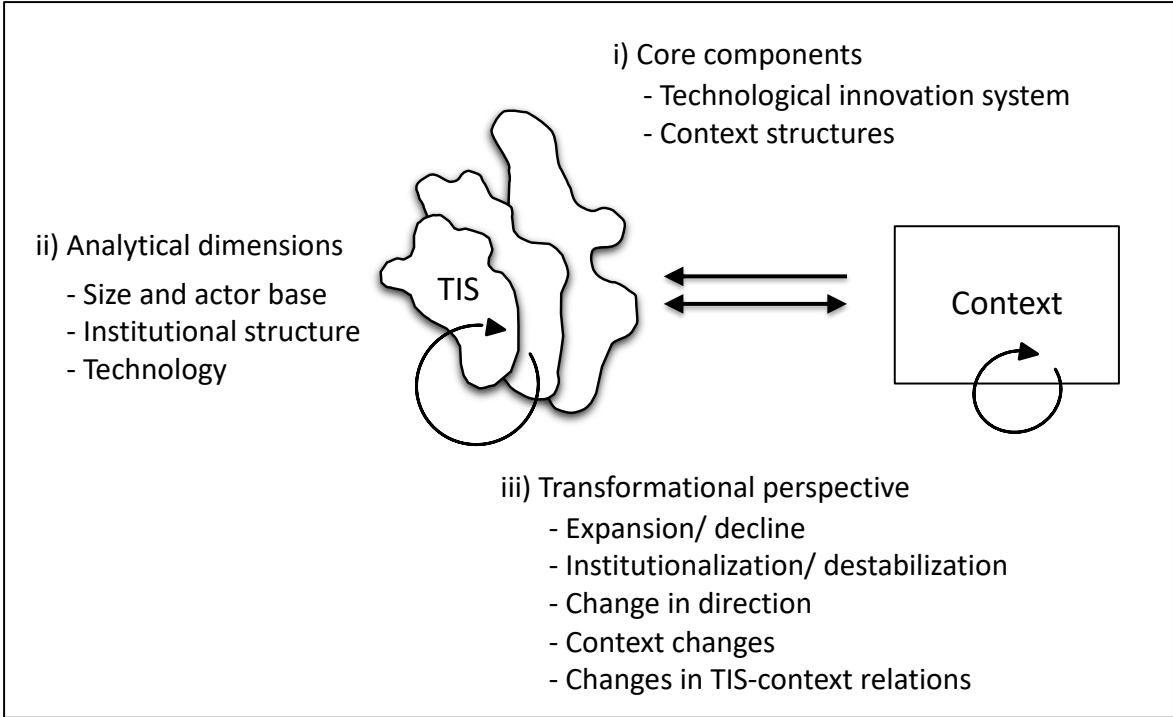 i) Core components
- Technological innovation system
- Context structures
ii) Analytical dimensions
- Size and actor base
- Institutional structure
- Technology
TIS
Context
iii) Transformational perspective
- Expansion/ decline
- Institutionalization/ destabilization
- Change in direction
- Context changes
- Changes in TIS-context relations